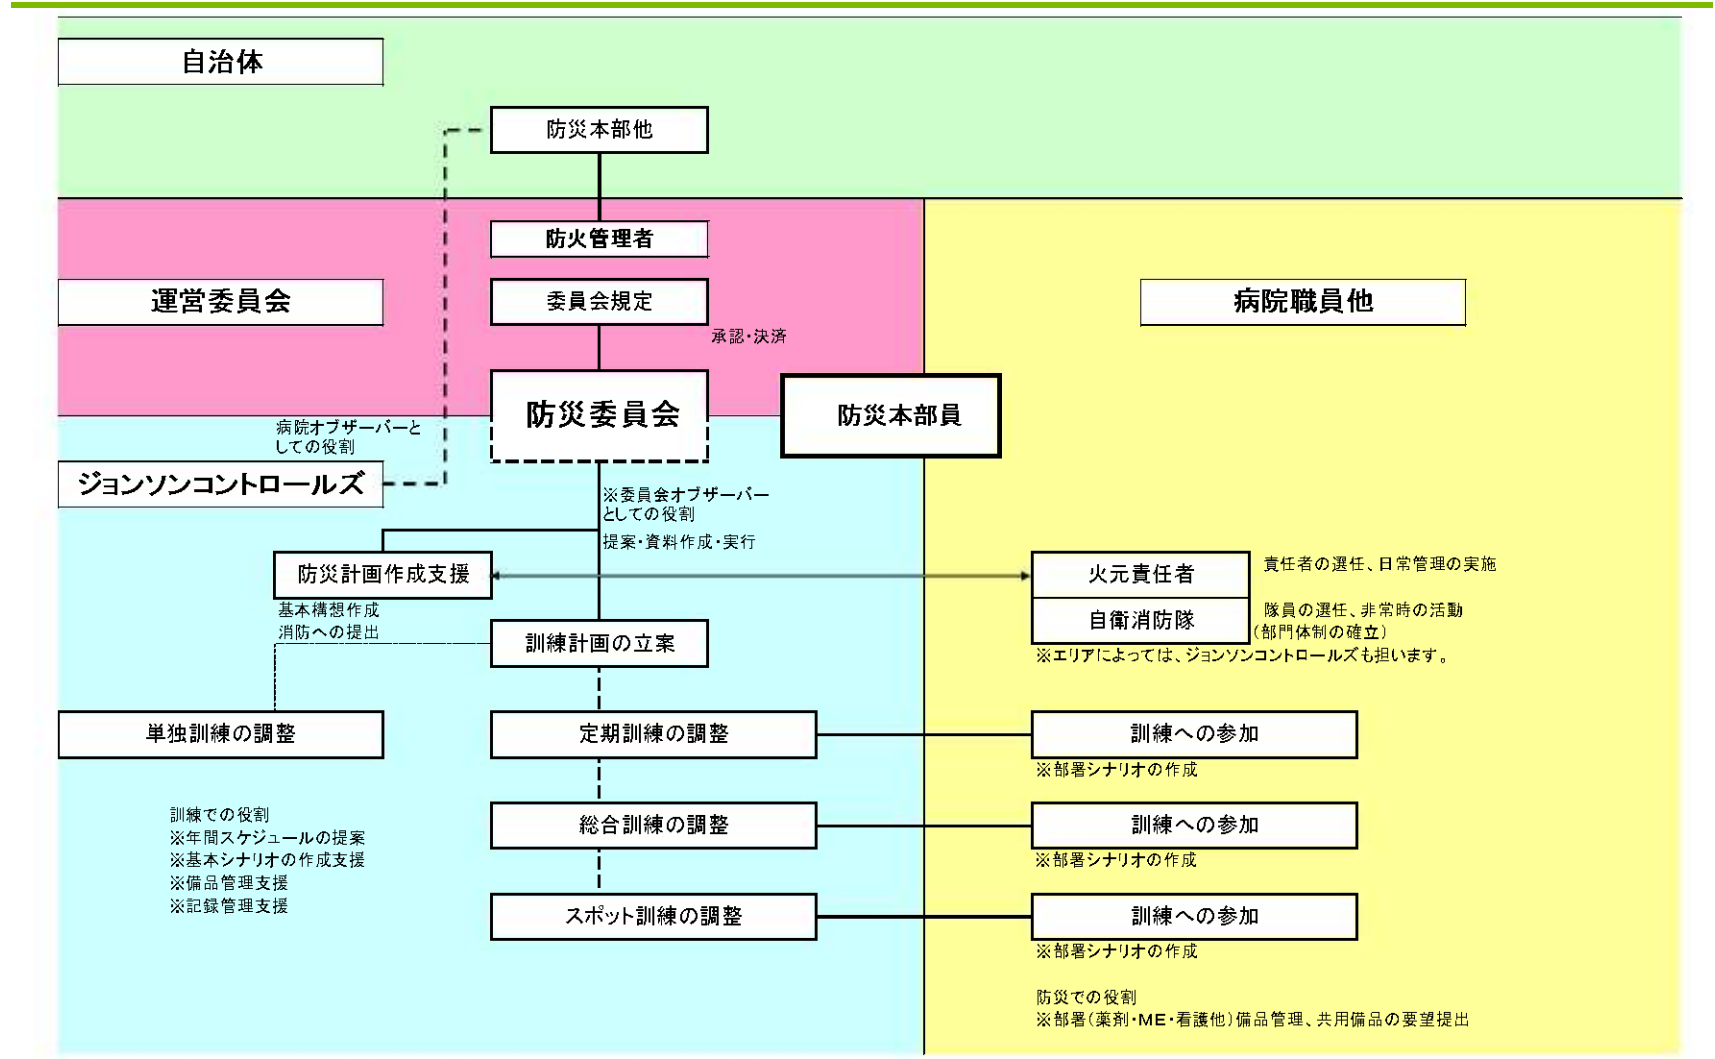 自治体
防災本部他
防火管理者
運営委員会
委員会規定
病院職員他
承認・決済
防災委員会
防災本部員
病院オブザーバーと
しての役割
ジョンソンコントロールズ
※委員会オブザーバー
としての役割
提案・資料作成・実行
防災計画作成支援
火元責任者
責任者の選任、日常管理の実施
基本構想作成
消防への提出
自衛消防隊
隊員の選任、非常時の活動
(部門体制の確立)
訓練計画の立案
※エリアによっては、ジョンソンコントロールズも担います。
単独訓練の調整
定期訓練の調整
訓練への参加
※部署シナリオの作成
訓練での役割
※年間スケジュールの提案
※基本シナリオの作成支援
※備品管理支援
※記録管理支援
総合訓練の調整
訓練への参加
※部署シナリオの作成
スポット訓練の調整
訓練への参加
※部署シナリオの作成
防災での役割
※部署(薬剤・ME・看護他)備品管理、共用備品の要望提出